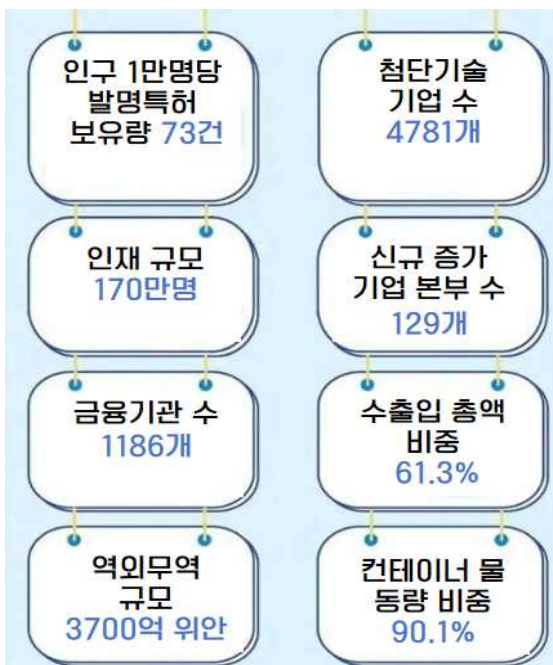 인구 1만명당
발명특허
보유량 73건
첨단기술
기업 수
4781개
인재 규모
170만명
신규 증가
기업 본부 수
129개
금융기관 수
1186개
수출입 총액
비중
61.3%
역외무역
규모
3700억 위안
컨테이너 물
동량 비중
90.1%